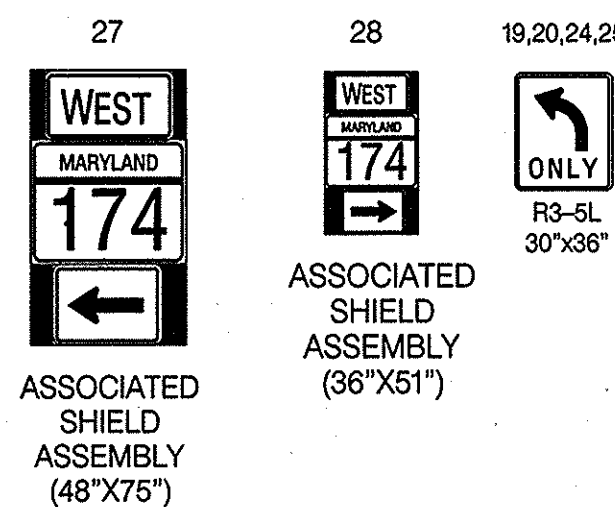 27
WEST
MARYLAND
174
ASSOCIATED
SHIELD
ASSEMBLY
(48"X75")
28
WEST
MARYLAND
174
ASSOCIATED
SHIELD
ASSEMBLY
(36"X51")
19,20,24,25
ONLY
R3-5L
30"x36"